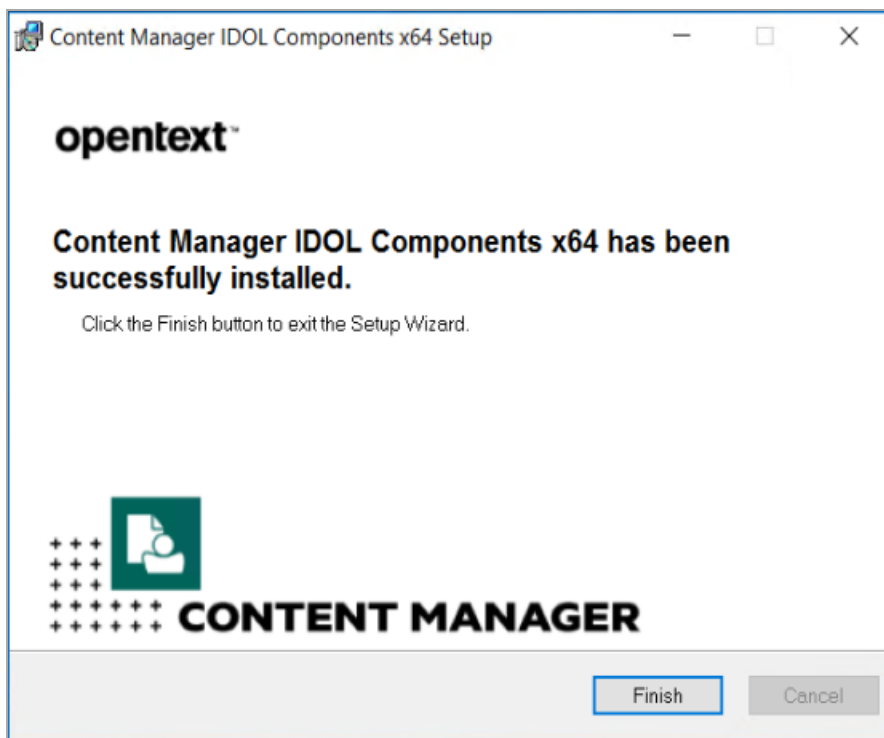 Content Manager IDOL Components x64 Setup
opentext™
Content Manager IDOL Components x64 has been
successfully installed.
Click the Finish button to exit the Setup Wizard.
CONTENT MANAGER
Finish
Cancel